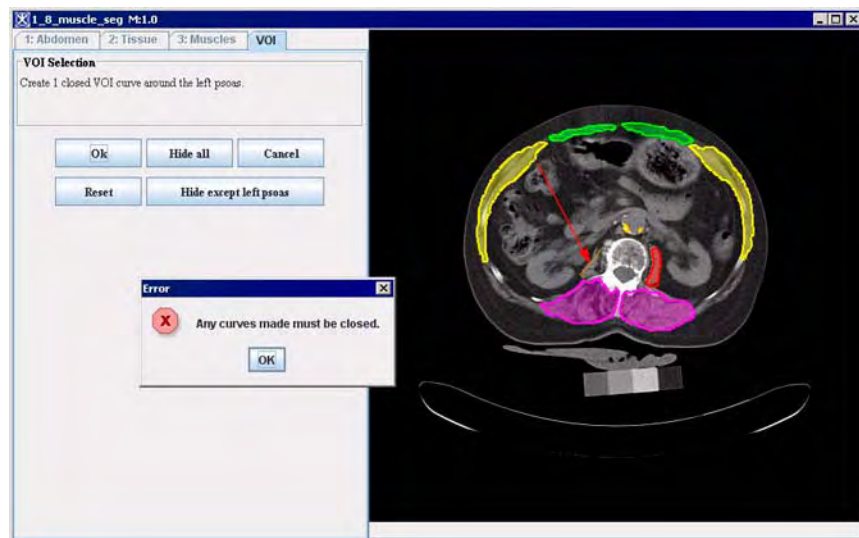 1_8_muscle_seg M:1.0
1: Abdomen 2: Tissue 3: Muscles VOI
VOI Selection
Create 1 closed VOI curve around the left psoas.
Ok Hide all Cancel
Reset Hide except left psoas
Error
Any curves made must be closed.
OK